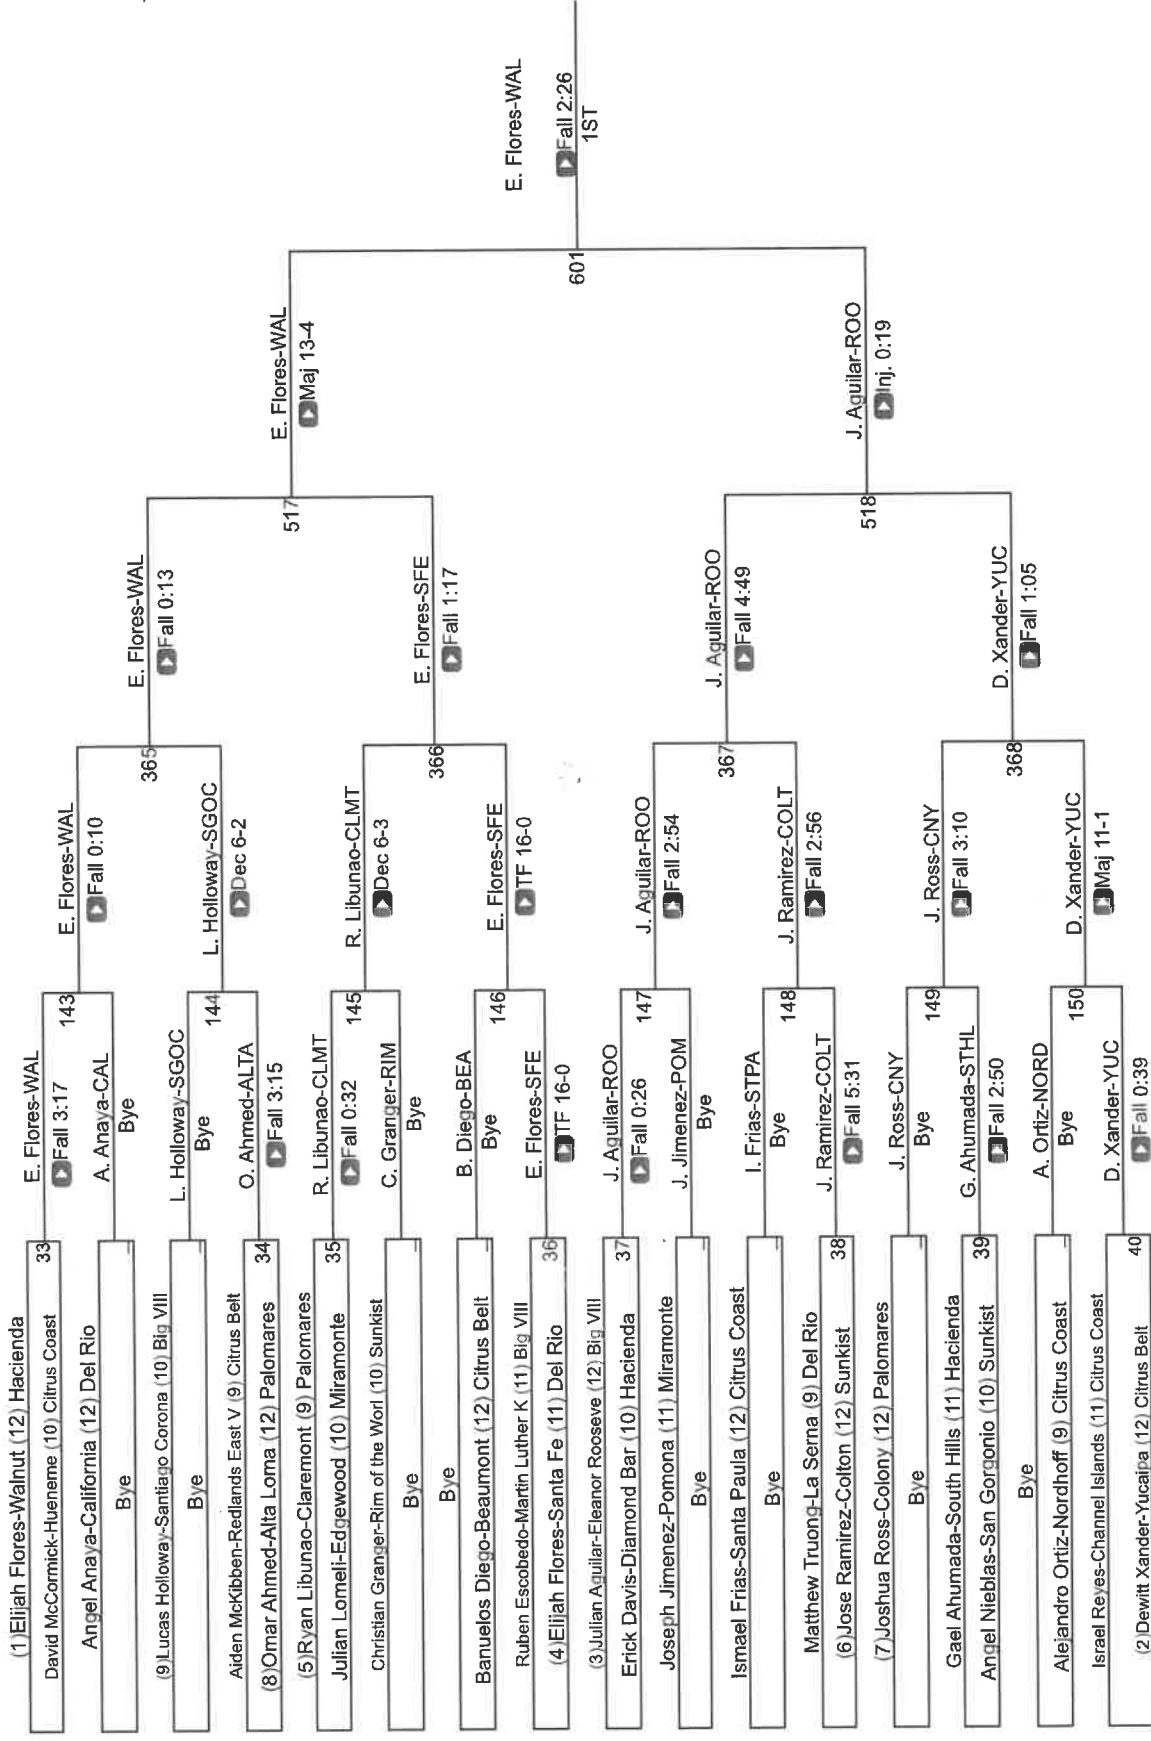 (1)Elijah Flores-Walnut (12) Hacienda
33
David McCormick-Hueneme (10) Citrus Coast
Angel Anaya-California (12) Del Rio
Bye
(9)Lucas Holloway-Santiago Corona (10) Big VIII
Bye
Aiden McKibben-Redlands East V (9) Citrus Belt
34
(8)Omar Ahmed-Alta Loma (12) Palomares
(5)Ryan Libunao-Claremont (9) Palomares
35
Julian Lomeli-Edgewood (10) Miramonte
Christian Granger-Rim of the Worl (10) Sunkist
Bye
Bye
Banuelos Diego-Beaumont (12) Citrus Belt
Ruben Escobedo-Martin Luther K (11) Big VIII
36
(4)Elijah Flores-Santa Fe (11) Del Rio
(3)Julian Aguilar-Eleanor Rooseve (12) Big VIII
37
Erick Davis-Diamond Bar (10) Hacienda
Joseph Jimenez-Pomona (11) Miramonte
Bye
Ismael Frias-Santa Paula (12) Citrus Coast
Bye
Matthew Truong-La Serna (9) Del Rio
38
(6)Jose Ramirez-Colton (12) Sunkist
(7)Joshua Ross-Colony (12) Palomares
Bye
Gael Ahumada-South Hills (11) Hacienda
39
Angel Nieblas-San Gorgonio (10) Sunkist
Bye
Alejandro Ortiz-Nordhoff (9) Citrus Coast
Israel Reyes-Channel Islands (11) Citrus Coast
40
(2)Dewitt Xander-Yucaipa (12) Citrus Belt
E. Flores-WAL
Fall 3:17
143
A. Anaya-CAL
Bye
L. Holloway-SGOC
Bye
144
O. Ahmed-ALTA
Fall 3:15
R. Libunao-CLMT
Fall 0:32
145
C. Granger-RIM
Bye
B. Diego-BEA
Bye
146
E. Flores-SFE
TF 16-0
J. Aguilar-ROO
Fall 0:26
147
J. Jimenez-POM
Bye
I. Frias-STPA
Bye
148
J. Ramirez-COLT
Fall 5:31
J. Ross-CNY
Bye
149
G. Ahumada-STHL
Fall 2:50
A. Ortiz-NORD
Bye
150
D. Xander-YUC
Fall 0:39
E. Flores-WAL
Fall 0:10
365
L. Holloway-SGOC
Dec 6-2
R. Libunao-CLMT
Dec 6-3
366
E. Flores-SFE
TF 16-0
J. Aguilar-ROO
Fall 2:54
367
J. Ramirez-COLT
Fall 2:56
J. Ross-CNY
Fall 3:10
368
D. Xander-YUC
Maj 11-1
E. Flores-WAL
Fall 0:13
517
E. Flores-SFE
Fall 1:17
J. Aguilar-ROO
Fall 4:49
518
D. Xander-YUC
Fall 1:05
E. Flores-WAL
Maj 13-4
601
J. Aguilar-ROO
Inj. 0:19
E. Flores-WAL
Fall 2:26
1ST